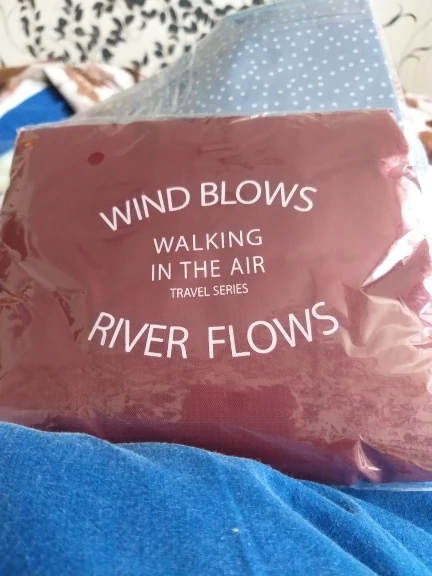 WIND BLOWS
WALKING
IN THE AIR
TRAVEL SERIES
RIVER FLOWS